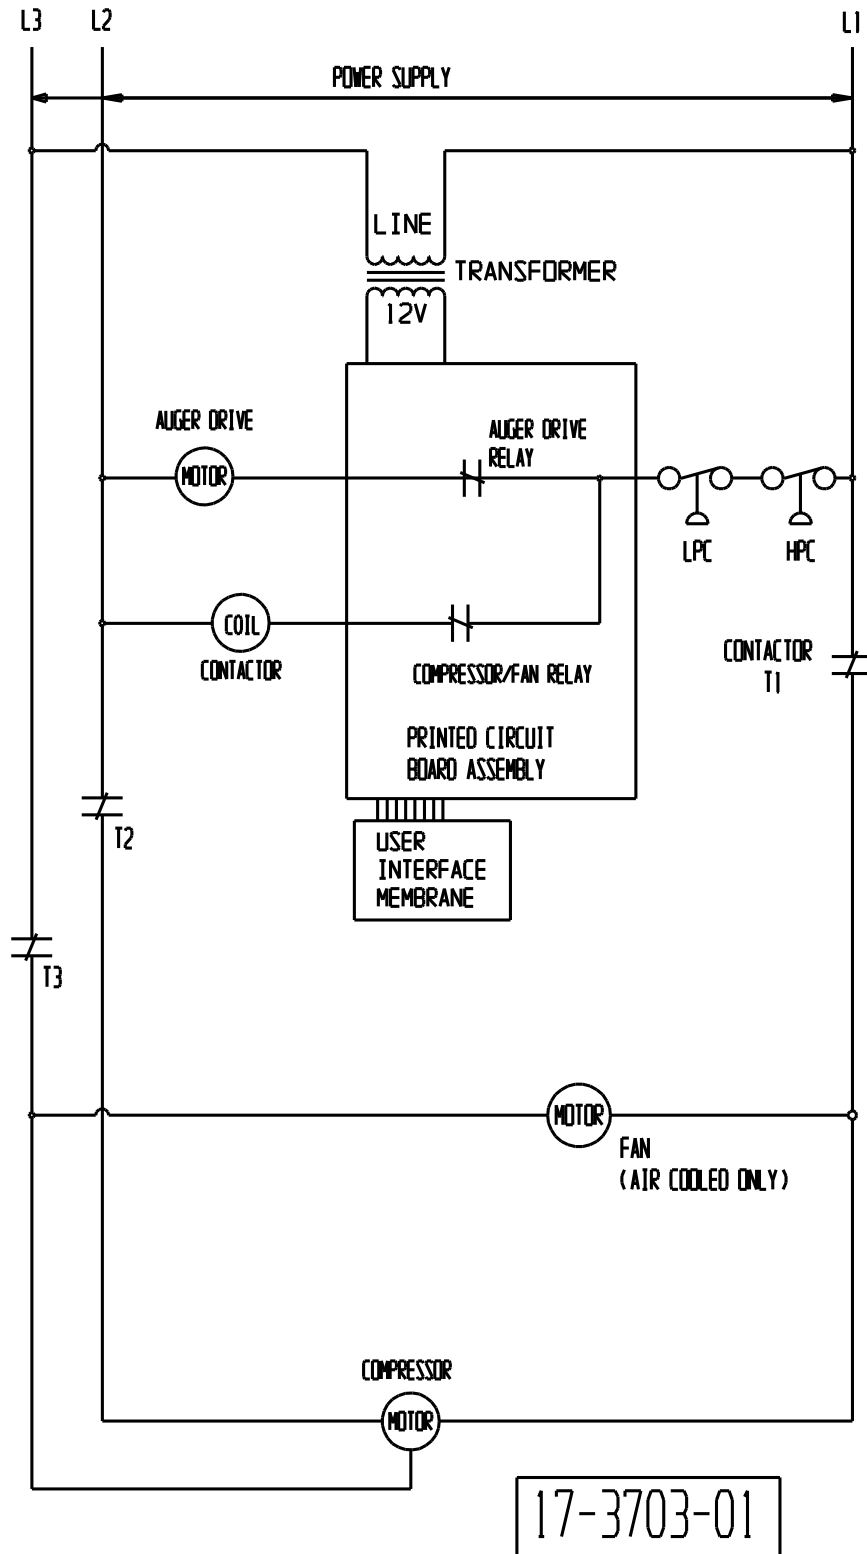 L3
L2
L1
POWER SUPPLY
LINE
TRANSFORMER
12V
AUGER DRIVE
MOTOR
AUGER DRIVE
RELAY
LPC
HPC
COIL
CONTACTOR
COMPRESSOR/FAN RELAY
CONTACTOR
T1
PRINTED CIRCUIT
BOARD ASSEMBLY
T2
USER
INTERFACE
MEMBRANE
T3
MOTOR
FAN
(AIR COOLED ONLY)
COMPRESSOR
MOTOR
17-3703-01